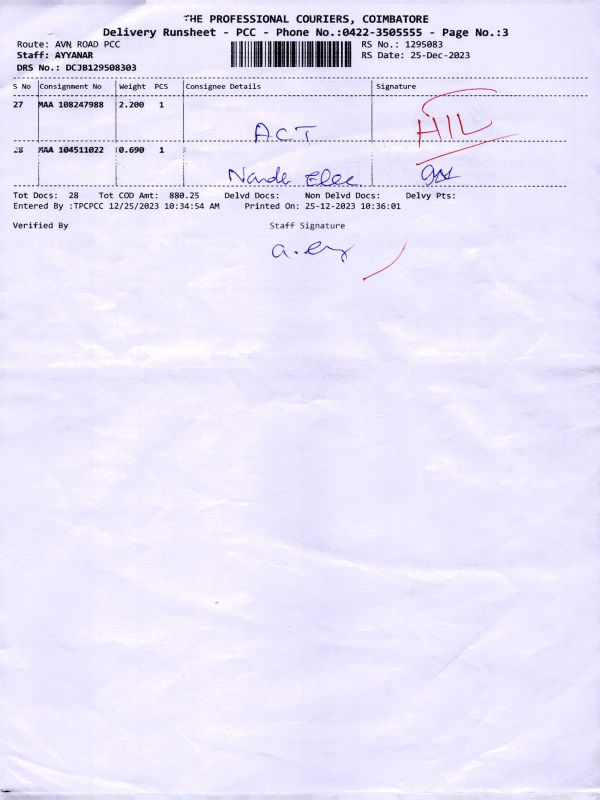 THE PROFESSIONAL COURIERS, COIMBATORE
Delivery Runsheet - PCC - Phone No.:0422-3505555 - Page No.:3
Route: AVN ROAD PCC RS No.: 1295083
Staff: AYYANAR RS Date: 25-Dec-2023
DRS No.: DCJB129508303
S No Consignment No Weight PCS Consignee Details Signature
27 MAA 108247988 2.200 1
ACT HIL
28 MAA 104511022 0.690 1
Nande Elec
Tot Docs: 28 Tot COD Amt: 880.25 Delvd Docs: Non Delvd Docs: Delvy Pts:
Entered By :TPCPCC 12/25/2023 10:34:54 AM Printed On: 25-12-2023 10:36:01
Verified By Staff Signature